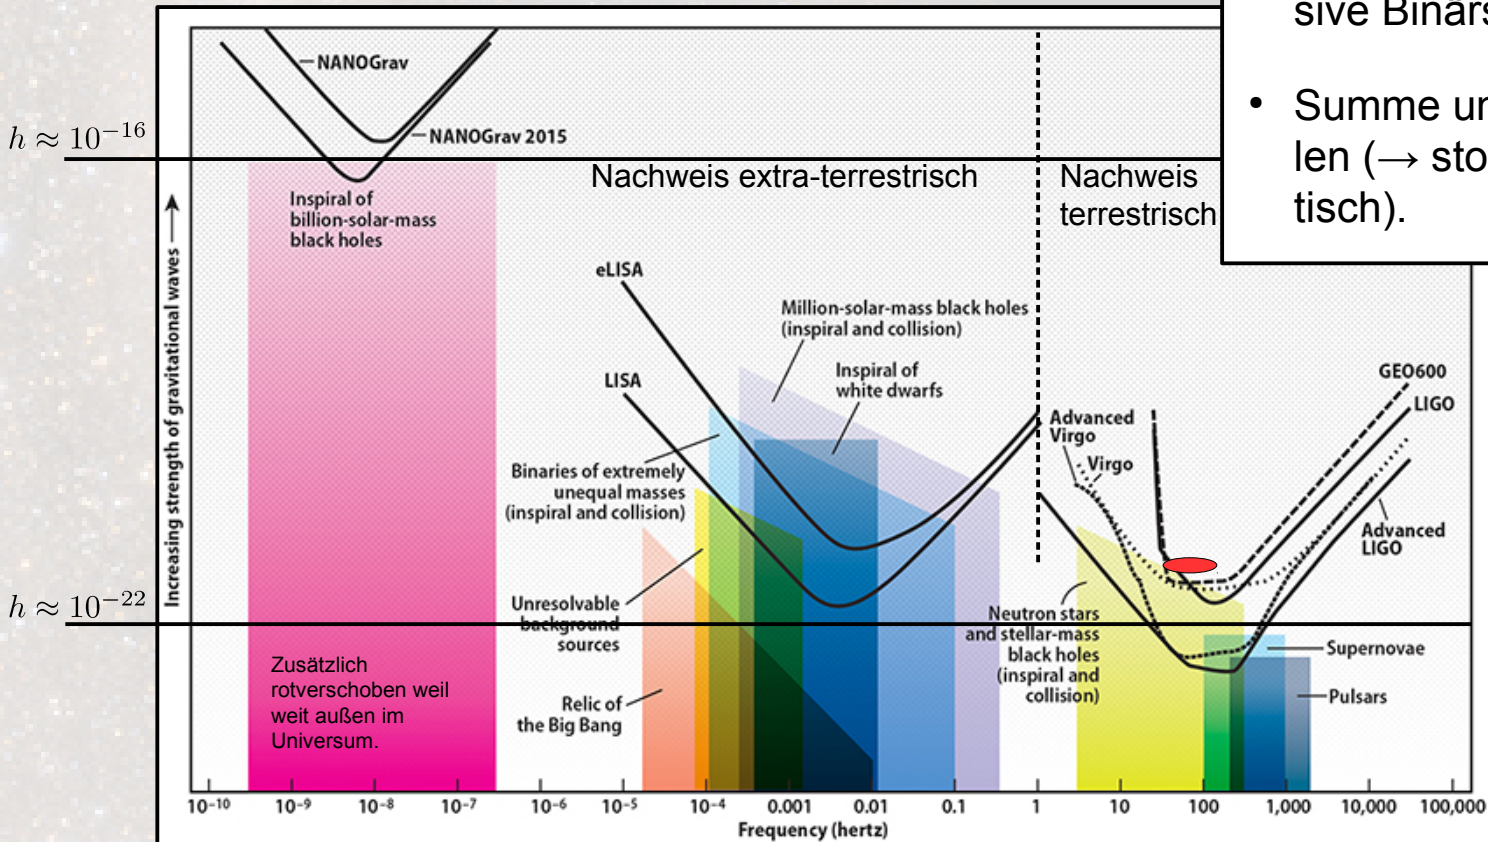 sive Binärs
• Summe un
len (→ sto
tisch).
NANOGrav
h ≈ 10⁻¹⁶
NANOGrav 2015
Nachweis extra-terrestrisch
Nachweis
terrestrisch
Inspiral of
billion-solar-mass
black holes
Increasing strength of gravitational waves
eLISA
Million-solar-mass black holes
(inspiral and collision)
LISA
Inspiral of
white dwarfs
GEO600
LIGO
Advanced
Virgo
Virgo
Binaries of extremely
unequal masses
(inspiral and collision)
Advanced
LIGO
h ≈ 10⁻²²
Unresolvable
background
sources
Neutron stars
and stellar-mass
black holes
(inspiral and
collision)
Supernovae
Zusätzlich
rotverschoben weil
weit außen im
Universum.
Relic of
the Big Bang
Pulsars
10⁻¹⁰ 10⁻⁹ 10⁻⁸ 10⁻⁷ 10⁻⁶ 10⁻⁵ 10⁻⁴ 0.001 0.01 0.1 1 10 100 1,000 10,000 100,000
Frequency (hertz)